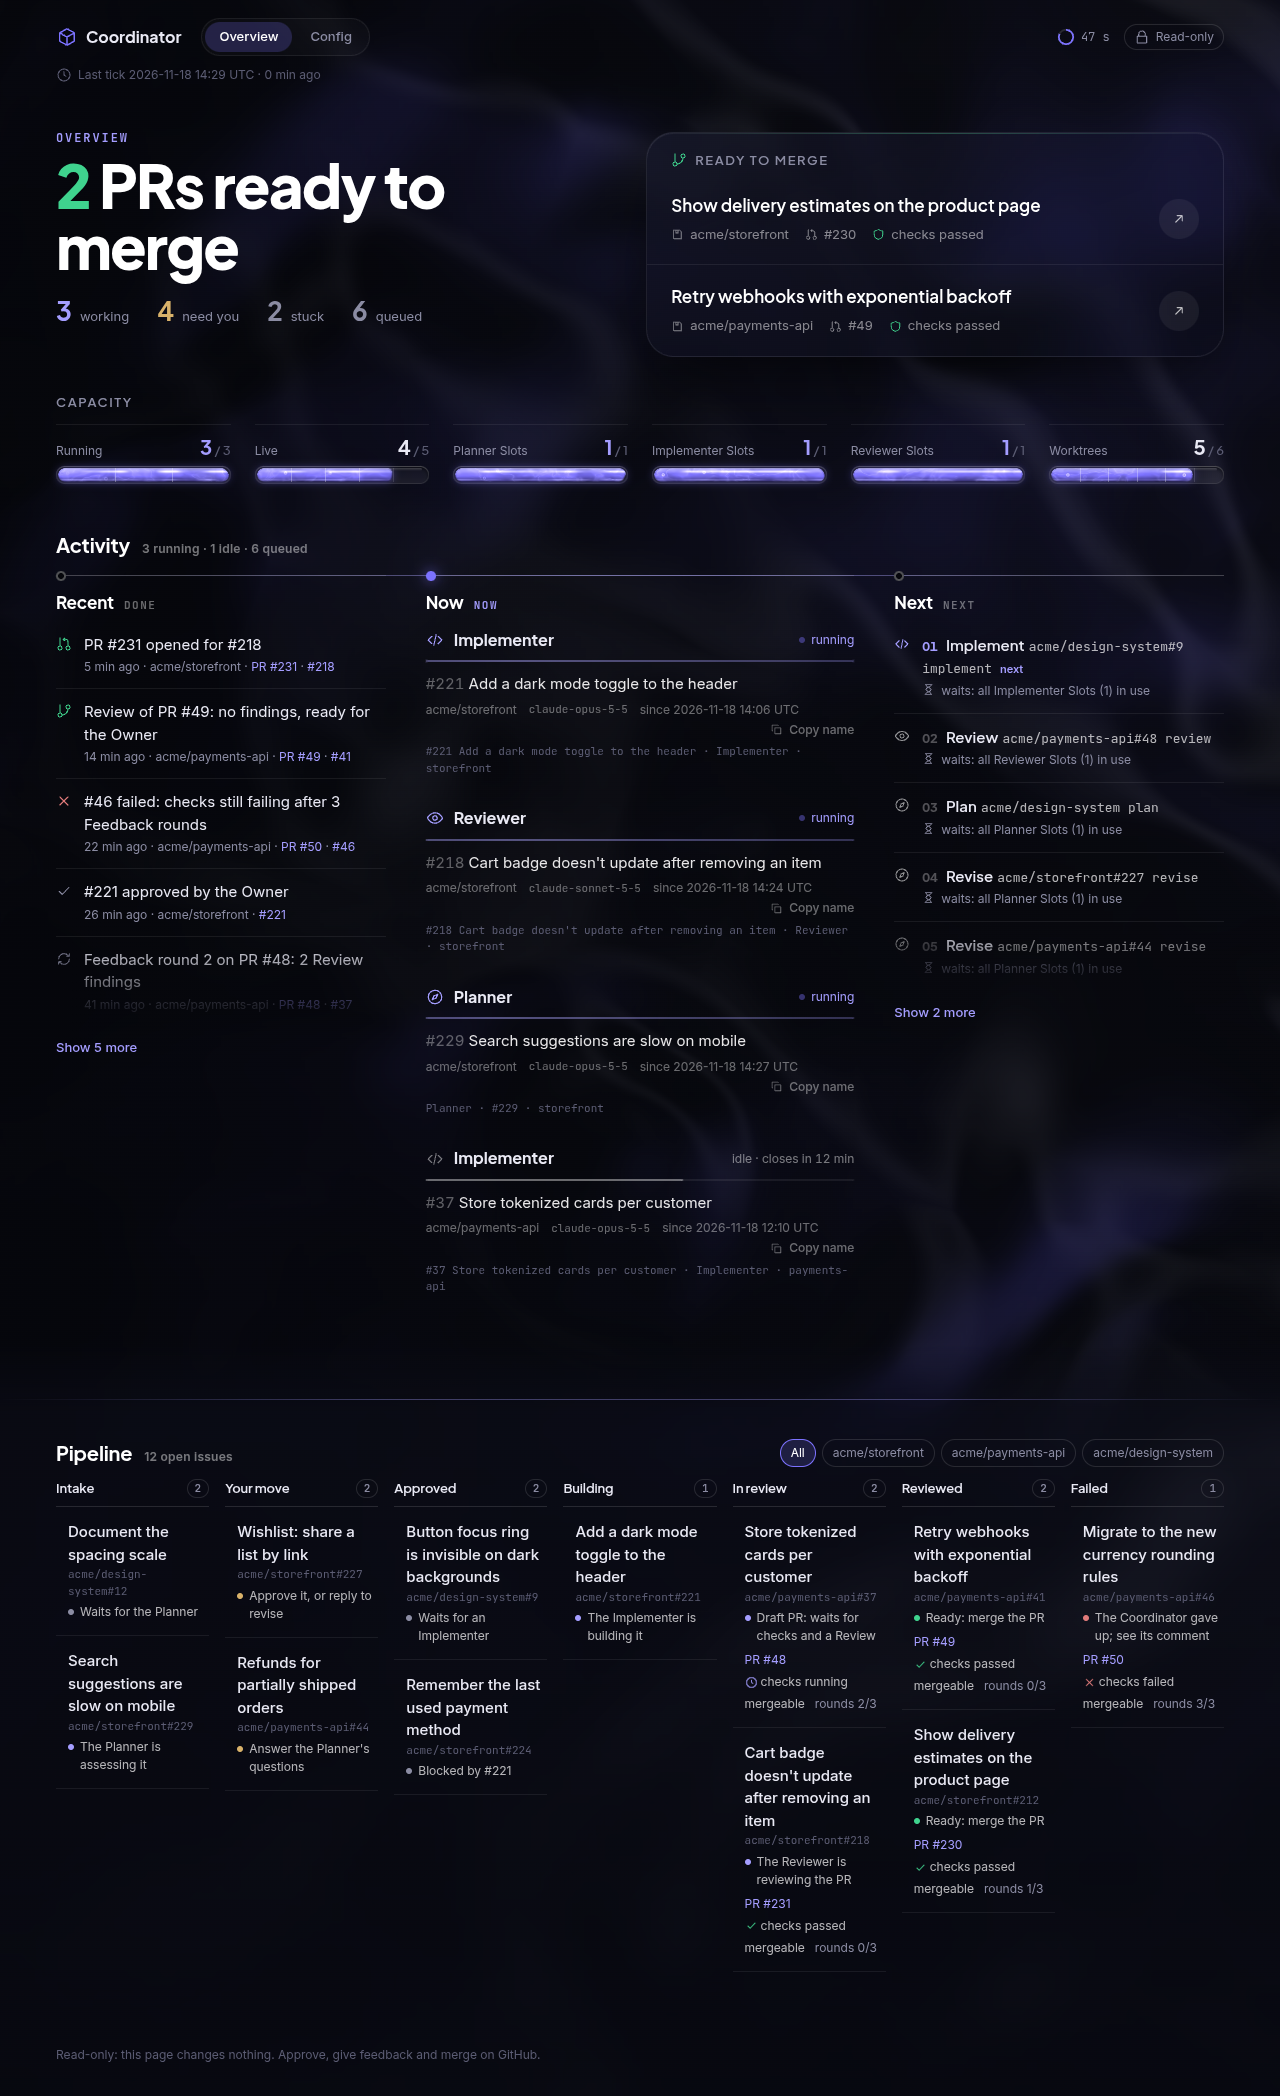 Coordinator
Overview
Config
47 s
Read-only
Last tick 2026-11-18 14:29 UTC · 0 min ago
OVERVIEW
2 PRs ready to
merge
3 working
4 need you
2 stuck
6 queued
READY TO MERGE
Show delivery estimates on the product page
acme/storefront #230 checks passed
Retry webhooks with exponential backoff
acme/payments-api #49 checks passed
CAPACITY
Running 3/3
Live 4/5
Planner Slots 1/1
Implementer Slots 1/1
Reviewer Slots 1/1
Worktrees 5/6
Activity 3 running · 1 idle · 6 queued
Recent DONE
PR #231 opened for #218
5 min ago · acme/storefront · PR #231 · #218
Review of PR #49: no findings, ready for
the Owner
14 min ago · acme/payments-api · PR #49 · #41
#46 failed: checks still failing after 3
Feedback rounds
22 min ago · acme/payments-api · PR #50 · #46
#221 approved by the Owner
26 min ago · acme/storefront · #221
Feedback round 2 on PR #48: 2 Review
findings
41 min ago · acme/payments-api · PR #48 · #37
Show 5 more
Now NOW
Implementer running
#221 Add a dark mode toggle to the header
acme/storefront claude-opus-5-5 since 2026-11-18 14:06 UTC
Copy name
#221 Add a dark mode toggle to the header · Implementer ·
storefront
Reviewer running
#218 Cart badge doesn't update after removing an item
acme/storefront claude-sonnet-5-5 since 2026-11-18 14:24 UTC
Copy name
#218 Cart badge doesn't update after removing an item · Reviewer
· storefront
Planner running
#229 Search suggestions are slow on mobile
acme/storefront claude-opus-5-5 since 2026-11-18 14:27 UTC
Copy name
Planner · #229 · storefront
Implementer idle · closes in 12 min
#37 Store tokenized cards per customer
acme/payments-api claude-opus-5-5 since 2026-11-18 12:10 UTC
Copy name
#37 Store tokenized cards per customer · Implementer · payments-
api
Next NEXT
01 Implement acme/design-system#9
implement next
waits: all Implementer Slots (1) in use
02 Review acme/payments-api#48 review
waits: all Reviewer Slots (1) in use
03 Plan acme/design-system plan
waits: all Planner Slots (1) in use
04 Revise acme/storefront#227 revise
waits: all Planner Slots (1) in use
05 Revise acme/payments-api#44 revise
waits: all Planner Slots (1) in use
Show 2 more
Pipeline 12 open issues
All
acme/storefront
acme/payments-api
acme/design-system
Intake 2
Document the
spacing scale
acme/design-
system#12
Waits for the Planner
Search
suggestions are
slow on mobile
acme/storefront#229
The Planner is
assessing it
Your move 2
Wishlist: share a
list by link
acme/storefront#227
Approve it, or reply to
revise
Refunds for
partially shipped
orders
acme/payments-api#44
Answer the Planner's
questions
Approved 2
Button focus ring
is invisible on dark
backgrounds
acme/design-system#9
Waits for an
Implementer
Remember the last
used payment
method
acme/storefront#224
Blocked by #221
Building 1
Add a dark mode
toggle to the
header
acme/storefront#221
The Implementer is
building it
In review 2
Store tokenized
cards per
customer
acme/payments-api#37
Draft PR: waits for
checks and a Review
PR #48
checks running
mergeable rounds 2/3
Cart badge
doesn't update
after removing an
item
acme/storefront#218
The Reviewer is
reviewing the PR
PR #231
checks passed
mergeable rounds 0/3
Reviewed 2
Retry webhooks
with exponential
backoff
acme/payments-api#41
Ready: merge the PR
PR #49
checks passed
mergeable rounds 0/3
Show delivery
estimates on the
product page
acme/storefront#212
Ready: merge the PR
PR #230
checks passed
mergeable rounds 1/3
Failed 1
Migrate to the new
currency rounding
rules
acme/payments-api#46
The Coordinator gave
up; see its comment
PR #50
checks failed
mergeable rounds 3/3
Read-only: this page changes nothing. Approve, give feedback and merge on GitHub.